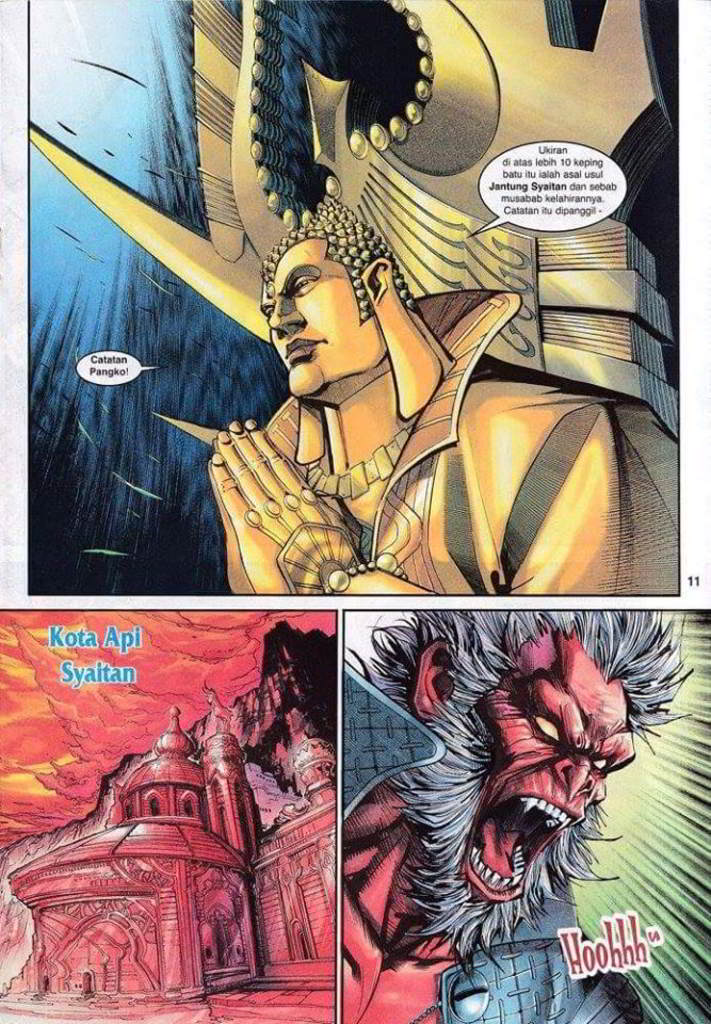 Ukiran
di atas lebih 10 keping
batu itu ialah asal usul
Jantung Syaitan dan sebab
musabab kelahirannya.
Catatan itu dipanggil -
Catatan
Pangko!
11
Kota Api
Syaitan
Hoohhh~